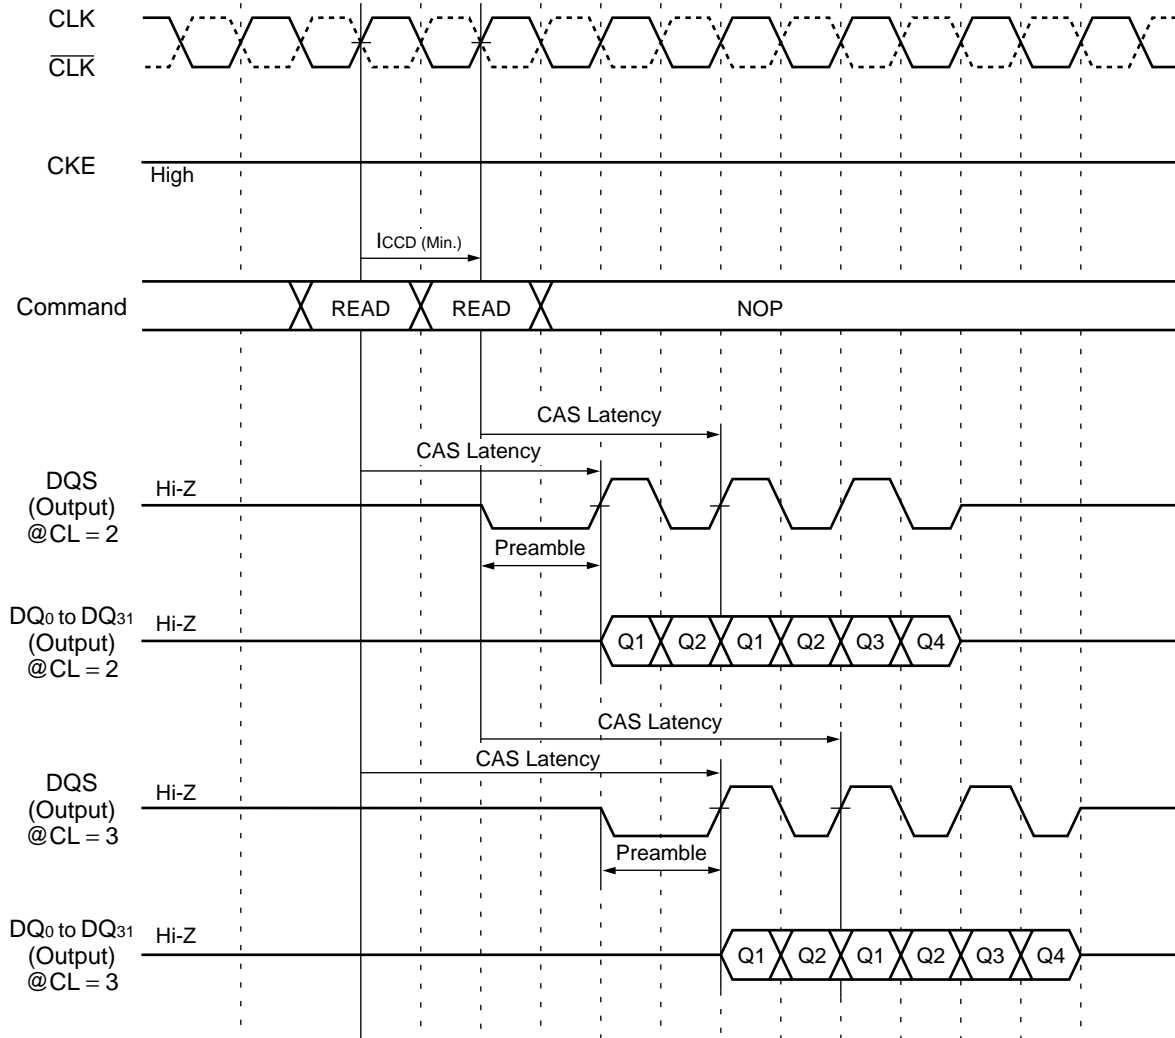 CLK
CLK
CKE
High
ICCD (Min.)
Command
READ
READ
NOP
CAS Latency
CAS Latency
DQS
(Output)
@CL = 2
Hi-Z
Preamble
DQ0 to DQ31
(Output)
@CL = 2
Hi-Z
Q1 Q2 Q1 Q2 Q3 Q4
CAS Latency
CAS Latency
DQS
(Output)
@CL = 3
Hi-Z
Preamble
DQ0 to DQ31
(Output)
@CL = 3
Hi-Z
Q1 Q2 Q1 Q2 Q3 Q4